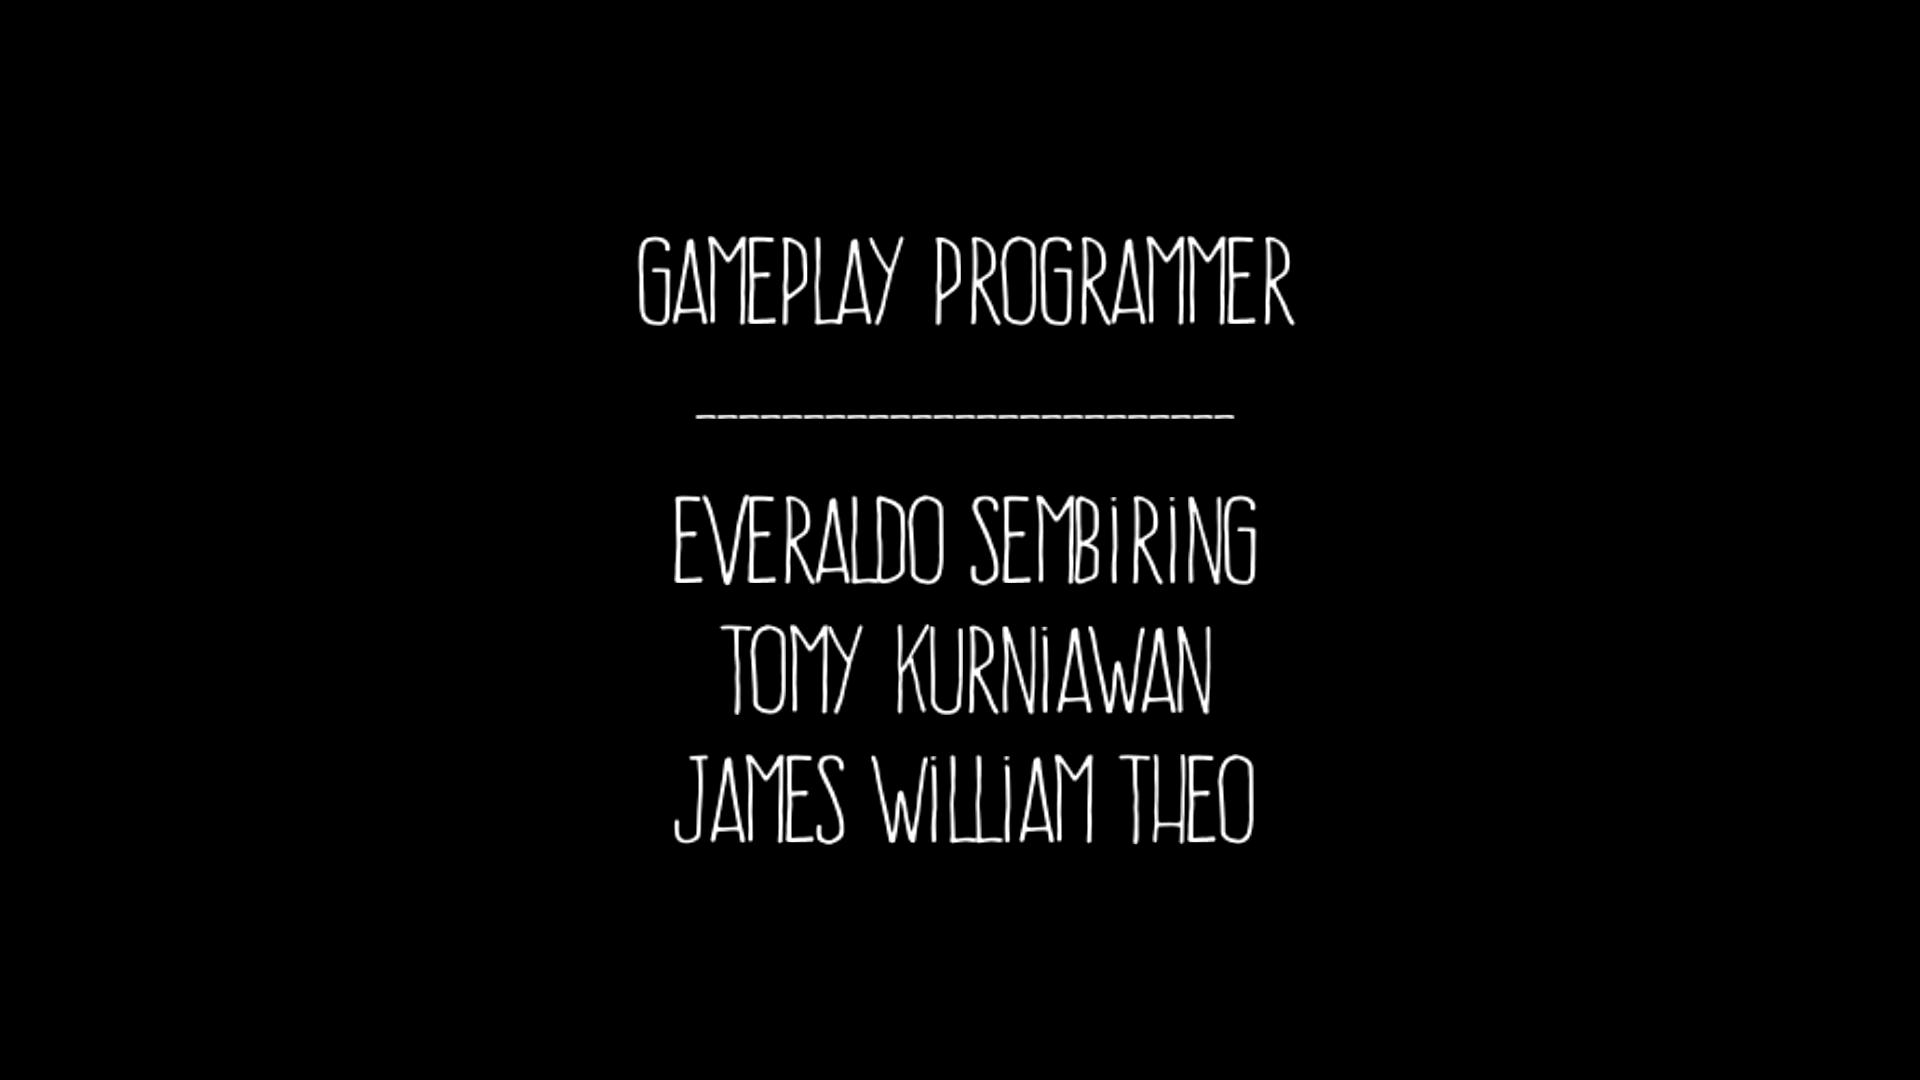 GAMEPLAY PROGRAMMER
-------------------------
EVERALDO SEMBiRiNG
TOMY KURNiAWAN
JAMES WiLLiAM THEO